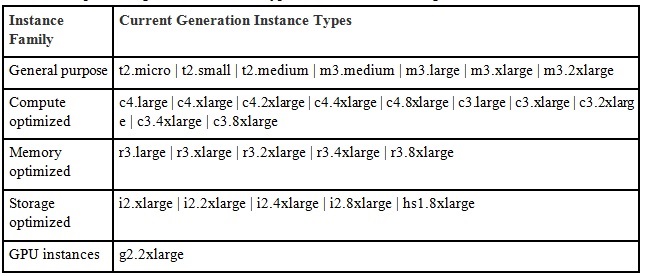 Instance Family
Current Generation Instance Types
General purpose
t2.micro | t2.small | t2.medium | m3.medium | m3.large | m3.xlarge | m3.2xlarge
Compute optimized
c4.large | c4.xlarge | c4.2xlarge | c4.4xlarge | c4.8xlarge | c3.large | c3.xlarge | c3.2xlarg
e | c3.4xlarge | c3.8xlarge
Memory optimized
r3.large | r3.xlarge | r3.2xlarge | r3.4xlarge | r3.8xlarge
Storage optimized
i2.xlarge | i2.2xlarge | i2.4xlarge | i2.8xlarge | hs1.8xlarge
GPU instances
g2.2xlarge